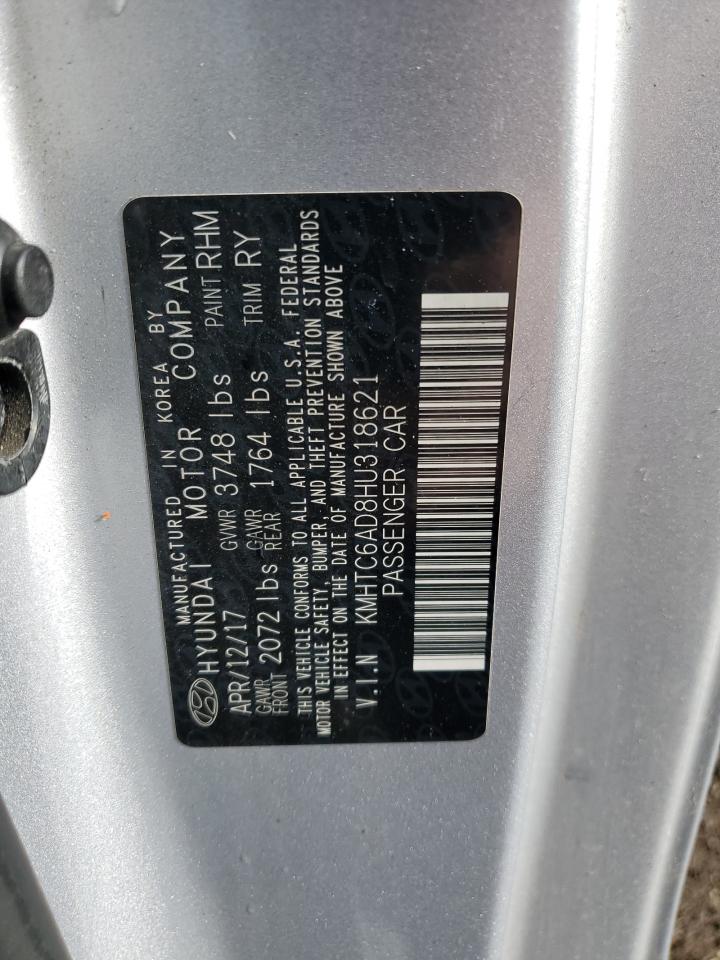 MANUFACTURED IN KOREA BY
HYUNDAI MOTOR COMPANY
APR/12/17 GVWR 3748 lbs PAINT RHM
GAWR FRONT 2072 lbs GAWR REAR 1764 lbs TRIM RY
THIS VEHICLE CONFORMS TO ALL APPLICABLE U.S.A. FEDERAL
MOTOR VEHICLE SAFETY, BUMPER, AND THEFT PREVENTION STANDARDS
IN EFFECT ON THE DATE OF MANUFACTURE SHOWN ABOVE
V.I.N KMHTC6AD8HU318621
PASSENGER CAR